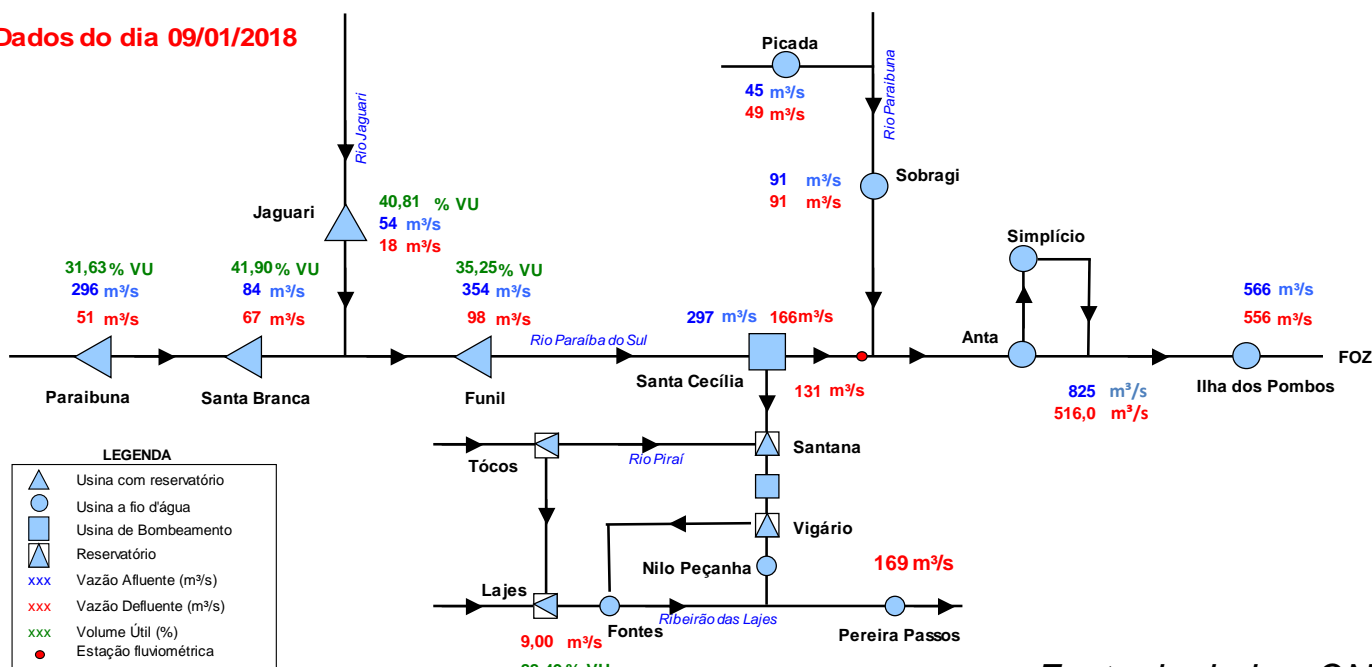 Dados do dia 09/01/2018
Picada
45 m³/s
49 m³/s
Rio Jaguari
Rio Paraibuna
Jaguari
40,81 % VU
54 m³/s
18 m³/s
91 m³/s
91 m³/s
Sobragi
Simplício
31,63 % VU
296 m³/s
51 m³/s
41,90 % VU
84 m³/s
67 m³/s
35,25 % VU
354 m³/s
98 m³/s
Rio Paraíba do Sul
297 m³/s 166 m³/s
Anta
566 m³/s
556 m³/s
FOZ
Paraibuna
Santa Branca
Funil
Santa Cecília
131 m³/s
825 m³/s
516,0 m³/s
Ilha dos Pombos
Tócos
Rio Piraí
Santana
Vigário
Nilo Peçanha
169 m³/s
Lajes
Fontes
Ribeirão das Lajes
Pereira Passos
9,00 m³/s
LEGENDA
Usina com reservatório
Usina a fio d'água
Usina de Bombeamento
Reservatório
xxx Vazão Afluente (m³/s)
xxx Vazão Defluente (m³/s)
xxx Volume Útil (%)
Estação fluviométrica